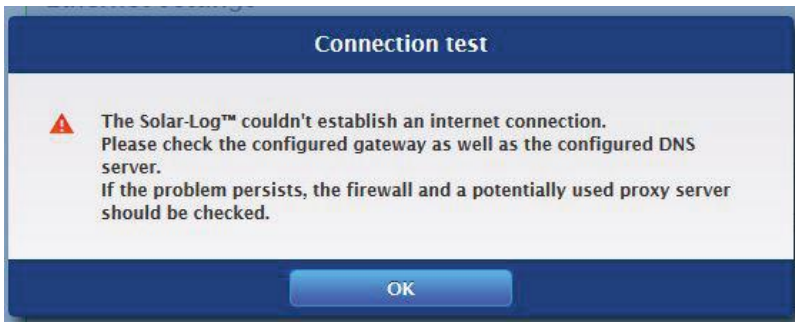 Connection test
The Solar-Log™ couldn't establish an internet connection.
Please check the configured gateway as well as the configured DNS
server.
If the problem persists, the firewall and a potentially used proxy server
should be checked.
OK